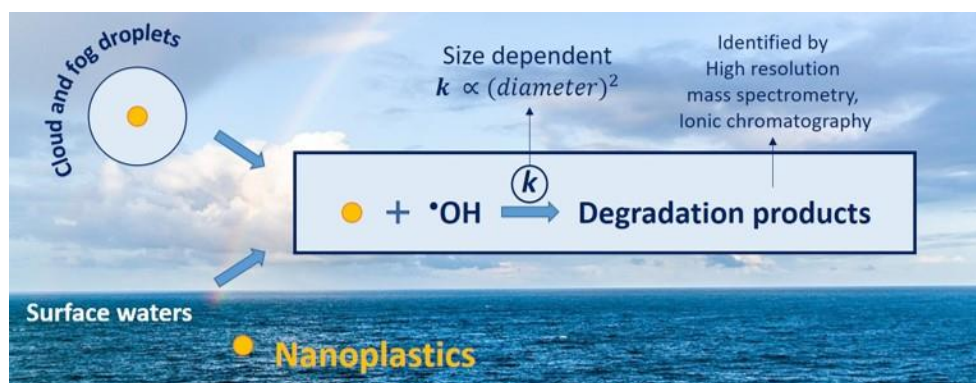 Cloud and fog droplets
Size dependent
k ∝ (diameter)²
Identified by
High resolution
mass spectrometry,
Ionic chromatography
k
+ •OH Degradation products
Surface waters
Nanoplastics